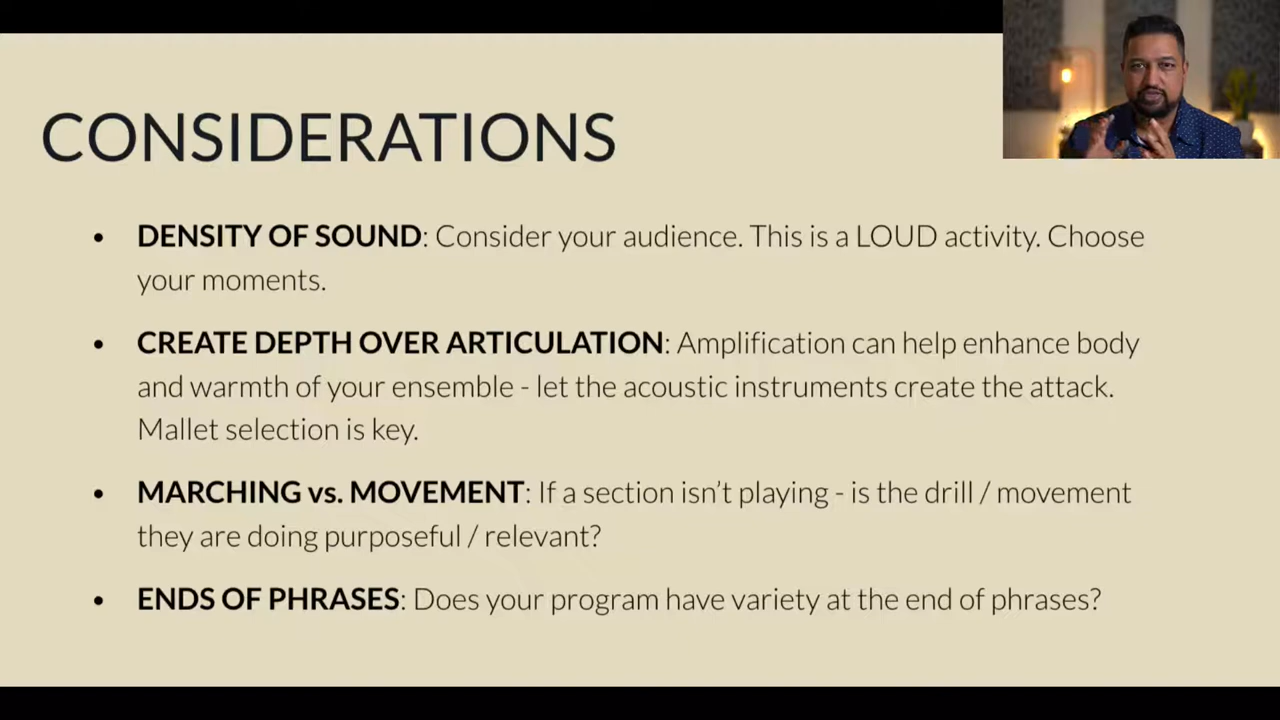 CONSIDERATIONS
• DENSITY OF SOUND: Consider your audience. This is a LOUD activity. Choose
your moments.
• CREATE DEPTH OVER ARTICULATION: Amplification can help enhance body
and warmth of your ensemble - let the acoustic instruments create the attack.
Mallet selection is key.
• MARCHING vs. MOVEMENT: If a section isn’t playing - is the drill / movement
they are doing purposeful / relevant?
• ENDS OF PHRASES: Does your program have variety at the end of phrases?